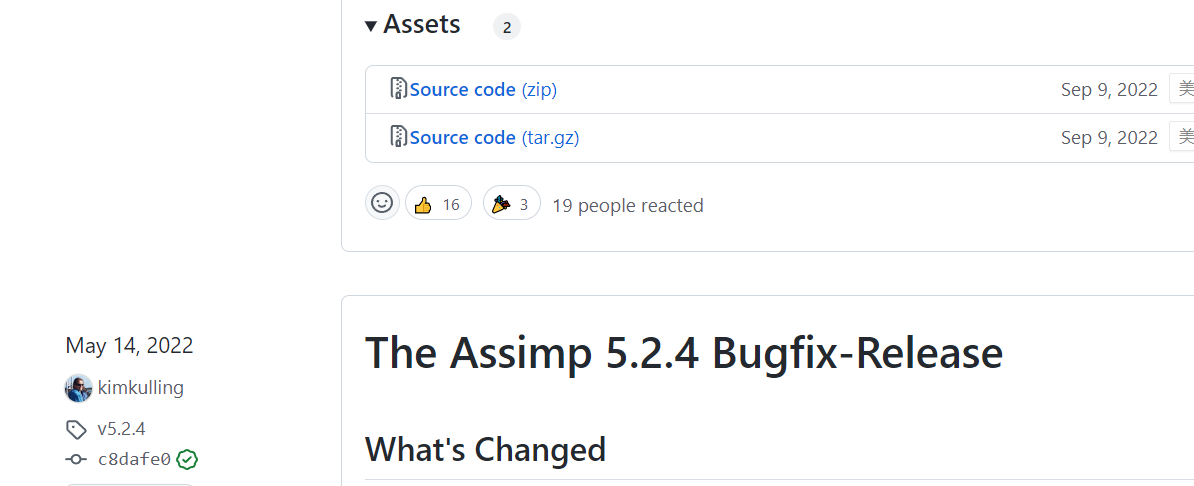 Assets 2
Source code (zip) Sep 9, 2022 美
Source code (tar.gz) Sep 9, 2022 美
16 3 19 people reacted
May 14, 2022
kimkulling
v5.2.4
c8dafe0
The Assimp 5.2.4 Bugfix-Release
What's Changed